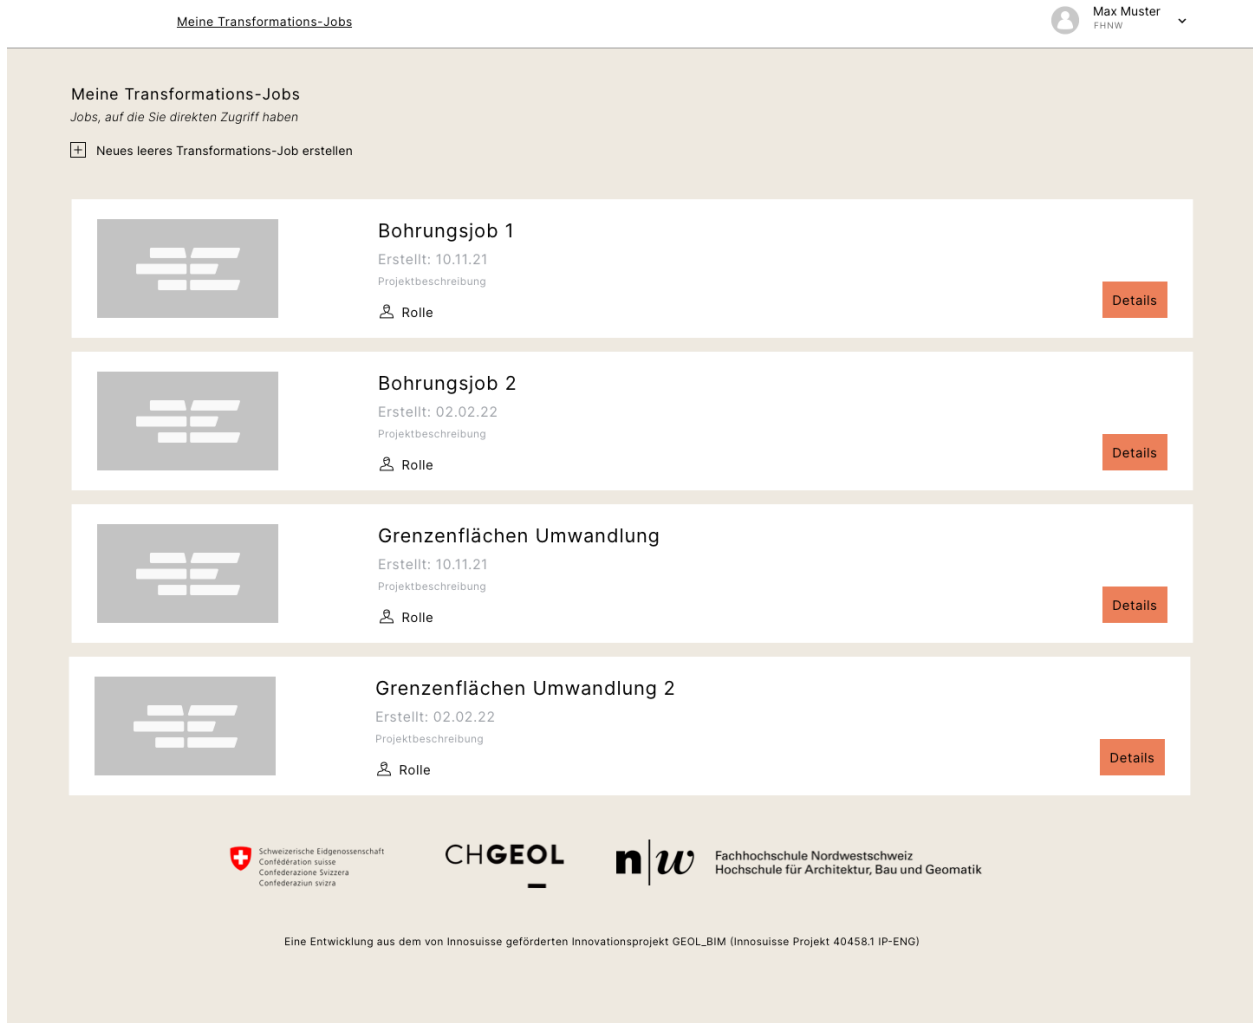 Meine Transformations-Jobs
Max Muster
FHNW
Meine Transformations-Jobs
Jobs, auf die Sie direkten Zugriff haben
Neues leeres Transformations-Job erstellen
Bohrungsjob 1
Erstellt: 10.11.21
Projektbeschreibung
Rolle
Details
Bohrungsjob 2
Erstellt: 02.02.22
Projektbeschreibung
Rolle
Details
Grenzenflächen Umwandlung
Erstellt: 10.11.21
Projektbeschreibung
Rolle
Details
Grenzenflächen Umwandlung 2
Erstellt: 02.02.22
Projektbeschreibung
Rolle
Details
Schweizerische Eidgenossenschaft
Confédération suisse
Confederazione Svizzera
Confederaziun svizra
CHGEOL
n|w
Fachhochschule Nordwestschweiz
Hochschule für Architektur, Bau und Geomatik
Eine Entwicklung aus dem von Innosuisse geförderten Innovationsprojekt GEOL_BIM (Innosuisse Projekt 40458.1 IP-ENG)